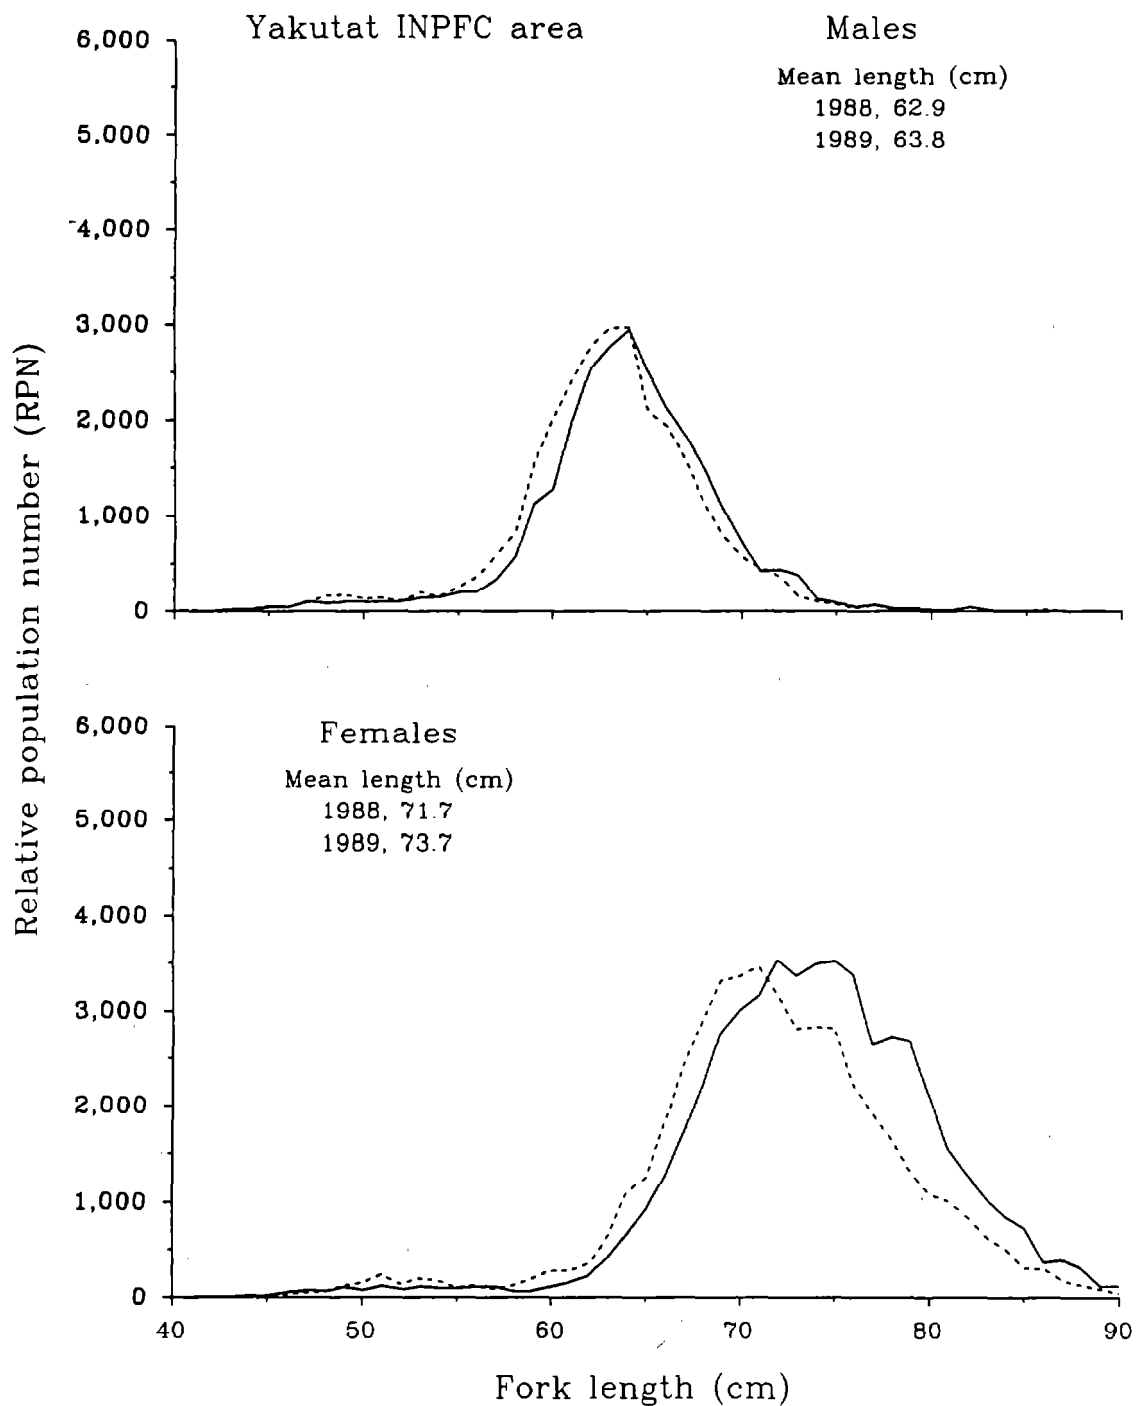 Yakutat INPFC area
Males
Mean length (cm)
1988, 62.9
1989, 63.8
6,000
5,000
4,000
3,000
2,000
1,000
0
Relative population number (RPN)
Females
Mean length (cm)
1988, 71.7
1989, 73.7
6,000
5,000
4,000
3,000
2,000
1,000
0
40 50 60 70 80 90
Fork length (cm)